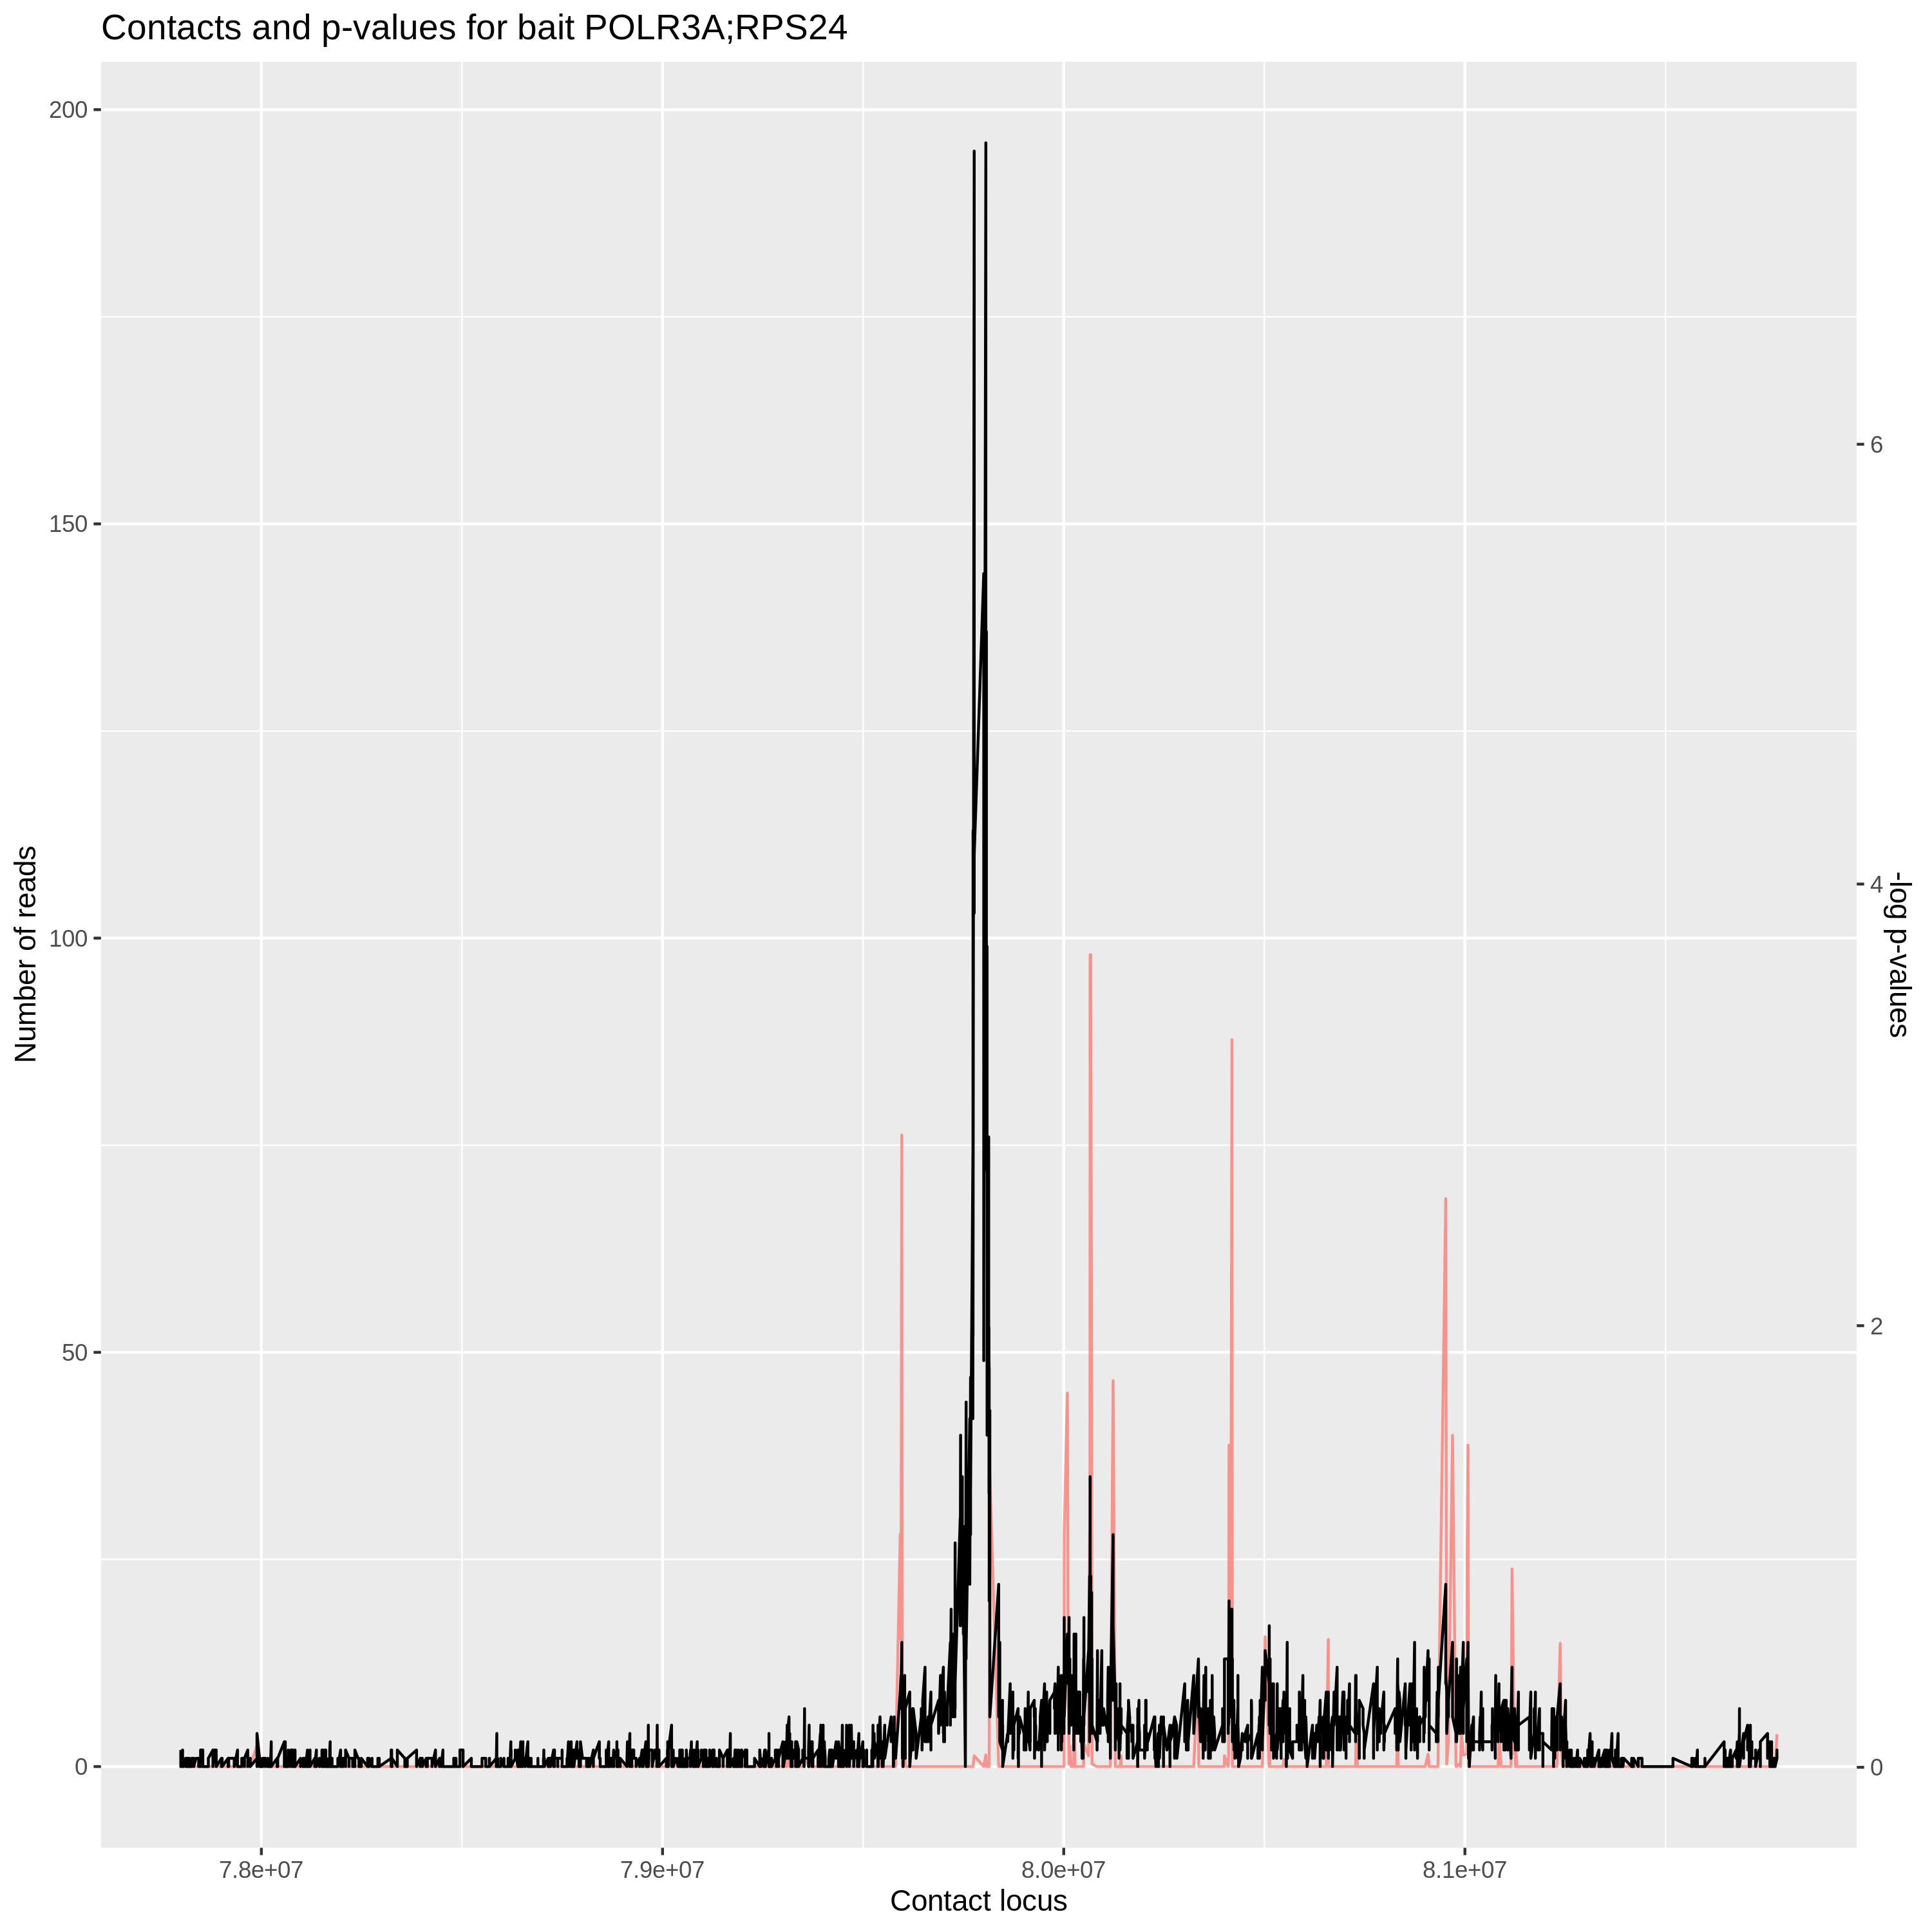 Contacts and p-values for bait POLR3A;RPS24
200
150
100
50
0
Number of reads
6
4
2
0
-log p-values
7.8e+07
7.9e+07
8.0e+07
8.1e+07
Contact locus